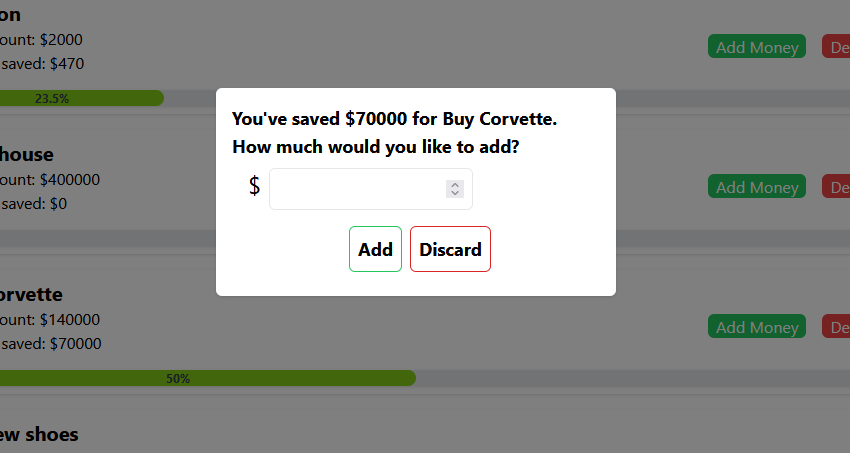 on
ount: $2000
Add Money
De
saved: $470
23.5%
You've saved $70000 for Buy Corvette.
How much would you like to add?
$
Add Discard
house
ount: $400000
Add Money
De
saved: $0
orvette
ount: $140000
Add Money
De
saved: $70000
50%
ew shoes